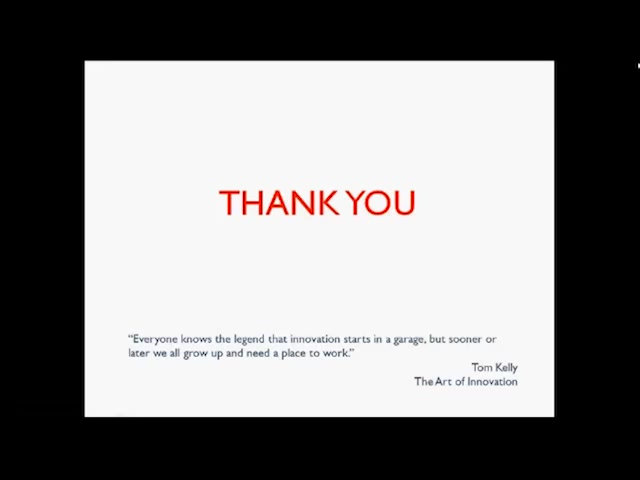 THANK YOU
“Everyone knows the legend that innovation starts in a garage, but sooner or
later we all grow up and need a place to work.”
Tom Kelly
The Art of Innovation